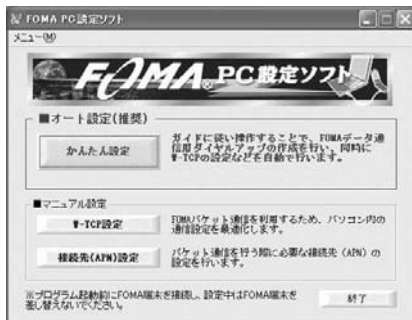 FOMA PC設定ソフト
メニュー(M)
FOMA PC設定ソフト
■オート設定(推奨)
かんたん設定
ガイドに従い操作することで、FOMAデータ通
信用ダイヤルアップの作成を行い、同時に
W-TCPの設定などを自動で行います。
■マニュアル設定
W-TCP設定
FOMAパケット通信を利用するため、パソコン内の
通信設定を最適化します。
接続先(APN)設定
パケット通信を行う際に必要な接続先(APN)の
設定を行います。
※プログラム起動前にFOMA端末を接続し、設定中はFOMA端末を
差し替えないでください。
終了